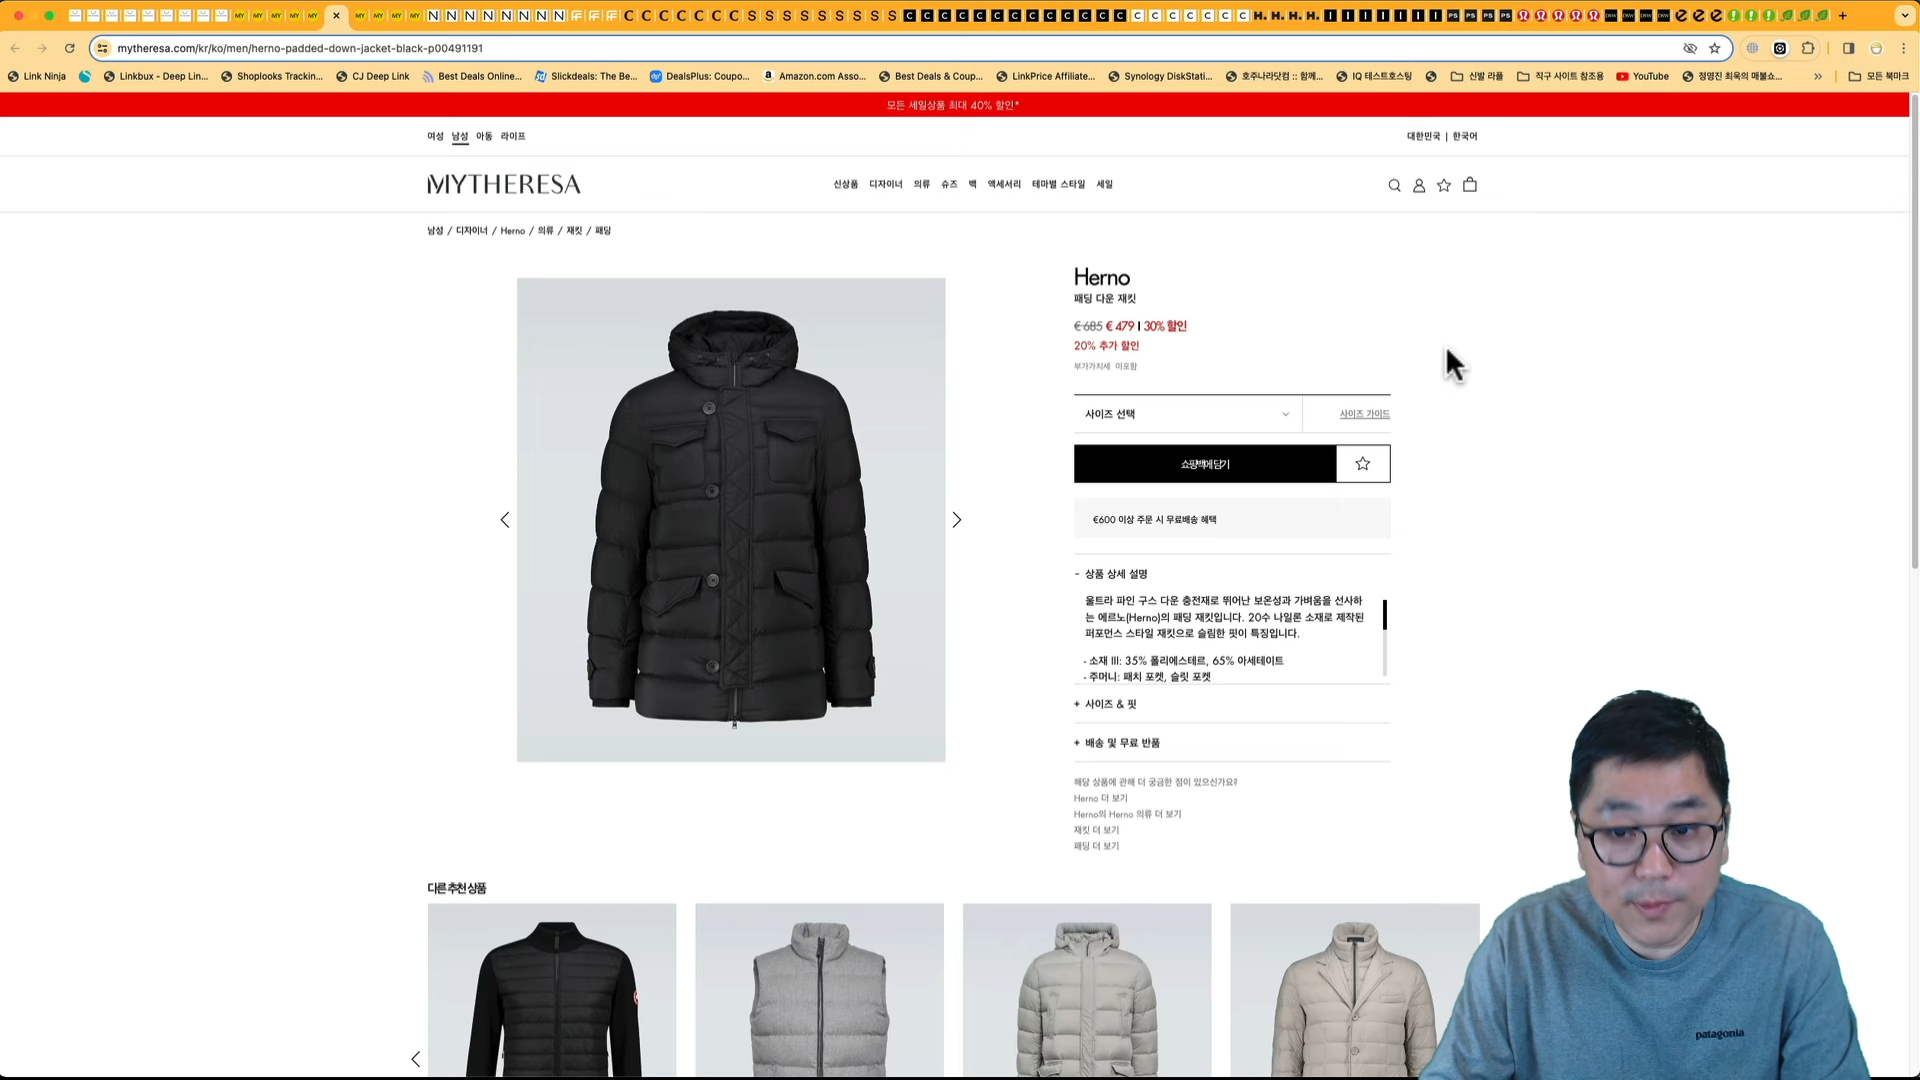 mytheresa.com/kr/ko/men/herno-padded-down-jacket-black-p00491191
Link Ninja
Linkbux - Deep Lin...
Shoplooks Trackin...
CJ Deep Link
Best Deals Online...
Slickdeals: The Be...
DealsPlus: Coupo...
Amazon.com Asso...
Best Deals & Coup...
LinkPrice Affiliate...
Synology DiskStati...
호주나라닷컴 :: 함께...
IQ 테스트호스팅
신발 라플
직구 사이트 참조용
YouTube
정영진 최욱의 매불쇼...
모든 북마크
모든 세일상품 최대 40% 할인*
여성 남성 아동 라이프
대한민국 | 한국어
MYTHERESA
신상품 디자이너 의류 슈즈 백 액세서리 테마별 스타일 세일
남성 / 디자이너 / Herno / 의류 / 재킷 / 패딩
Herno
패딩 다운 재킷
€ 685 € 479 | 30% 할인
20% 추가 할인
부가가치세 미포함
사이즈 선택
사이즈 가이드
쇼핑백에 담기
€600 이상 주문 시 무료배송 혜택
- 상품 상세 설명
울트라 파인 구스 다운 충전재로 뛰어난 보온성과 가벼움을 선사하
는 에르노(Herno)의 패딩 재킷입니다. 20수 나일론 소재로 제작된
퍼포먼스 스타일 재킷으로 슬림한 핏이 특징입니다.
- 소재 III: 35% 폴리에스테르, 65% 아세테이트
- 주머니: 패치 포켓, 슬릿 포켓
+ 사이즈 & 핏
+ 배송 및 무료 반품
해당 상품에 관해 더 궁금한 점이 있으신가요?
Herno 더 보기
Herno의 Herno 의류 더 보기
재킷 더 보기
패딩 더 보기
다른 추천 상품
patagonia